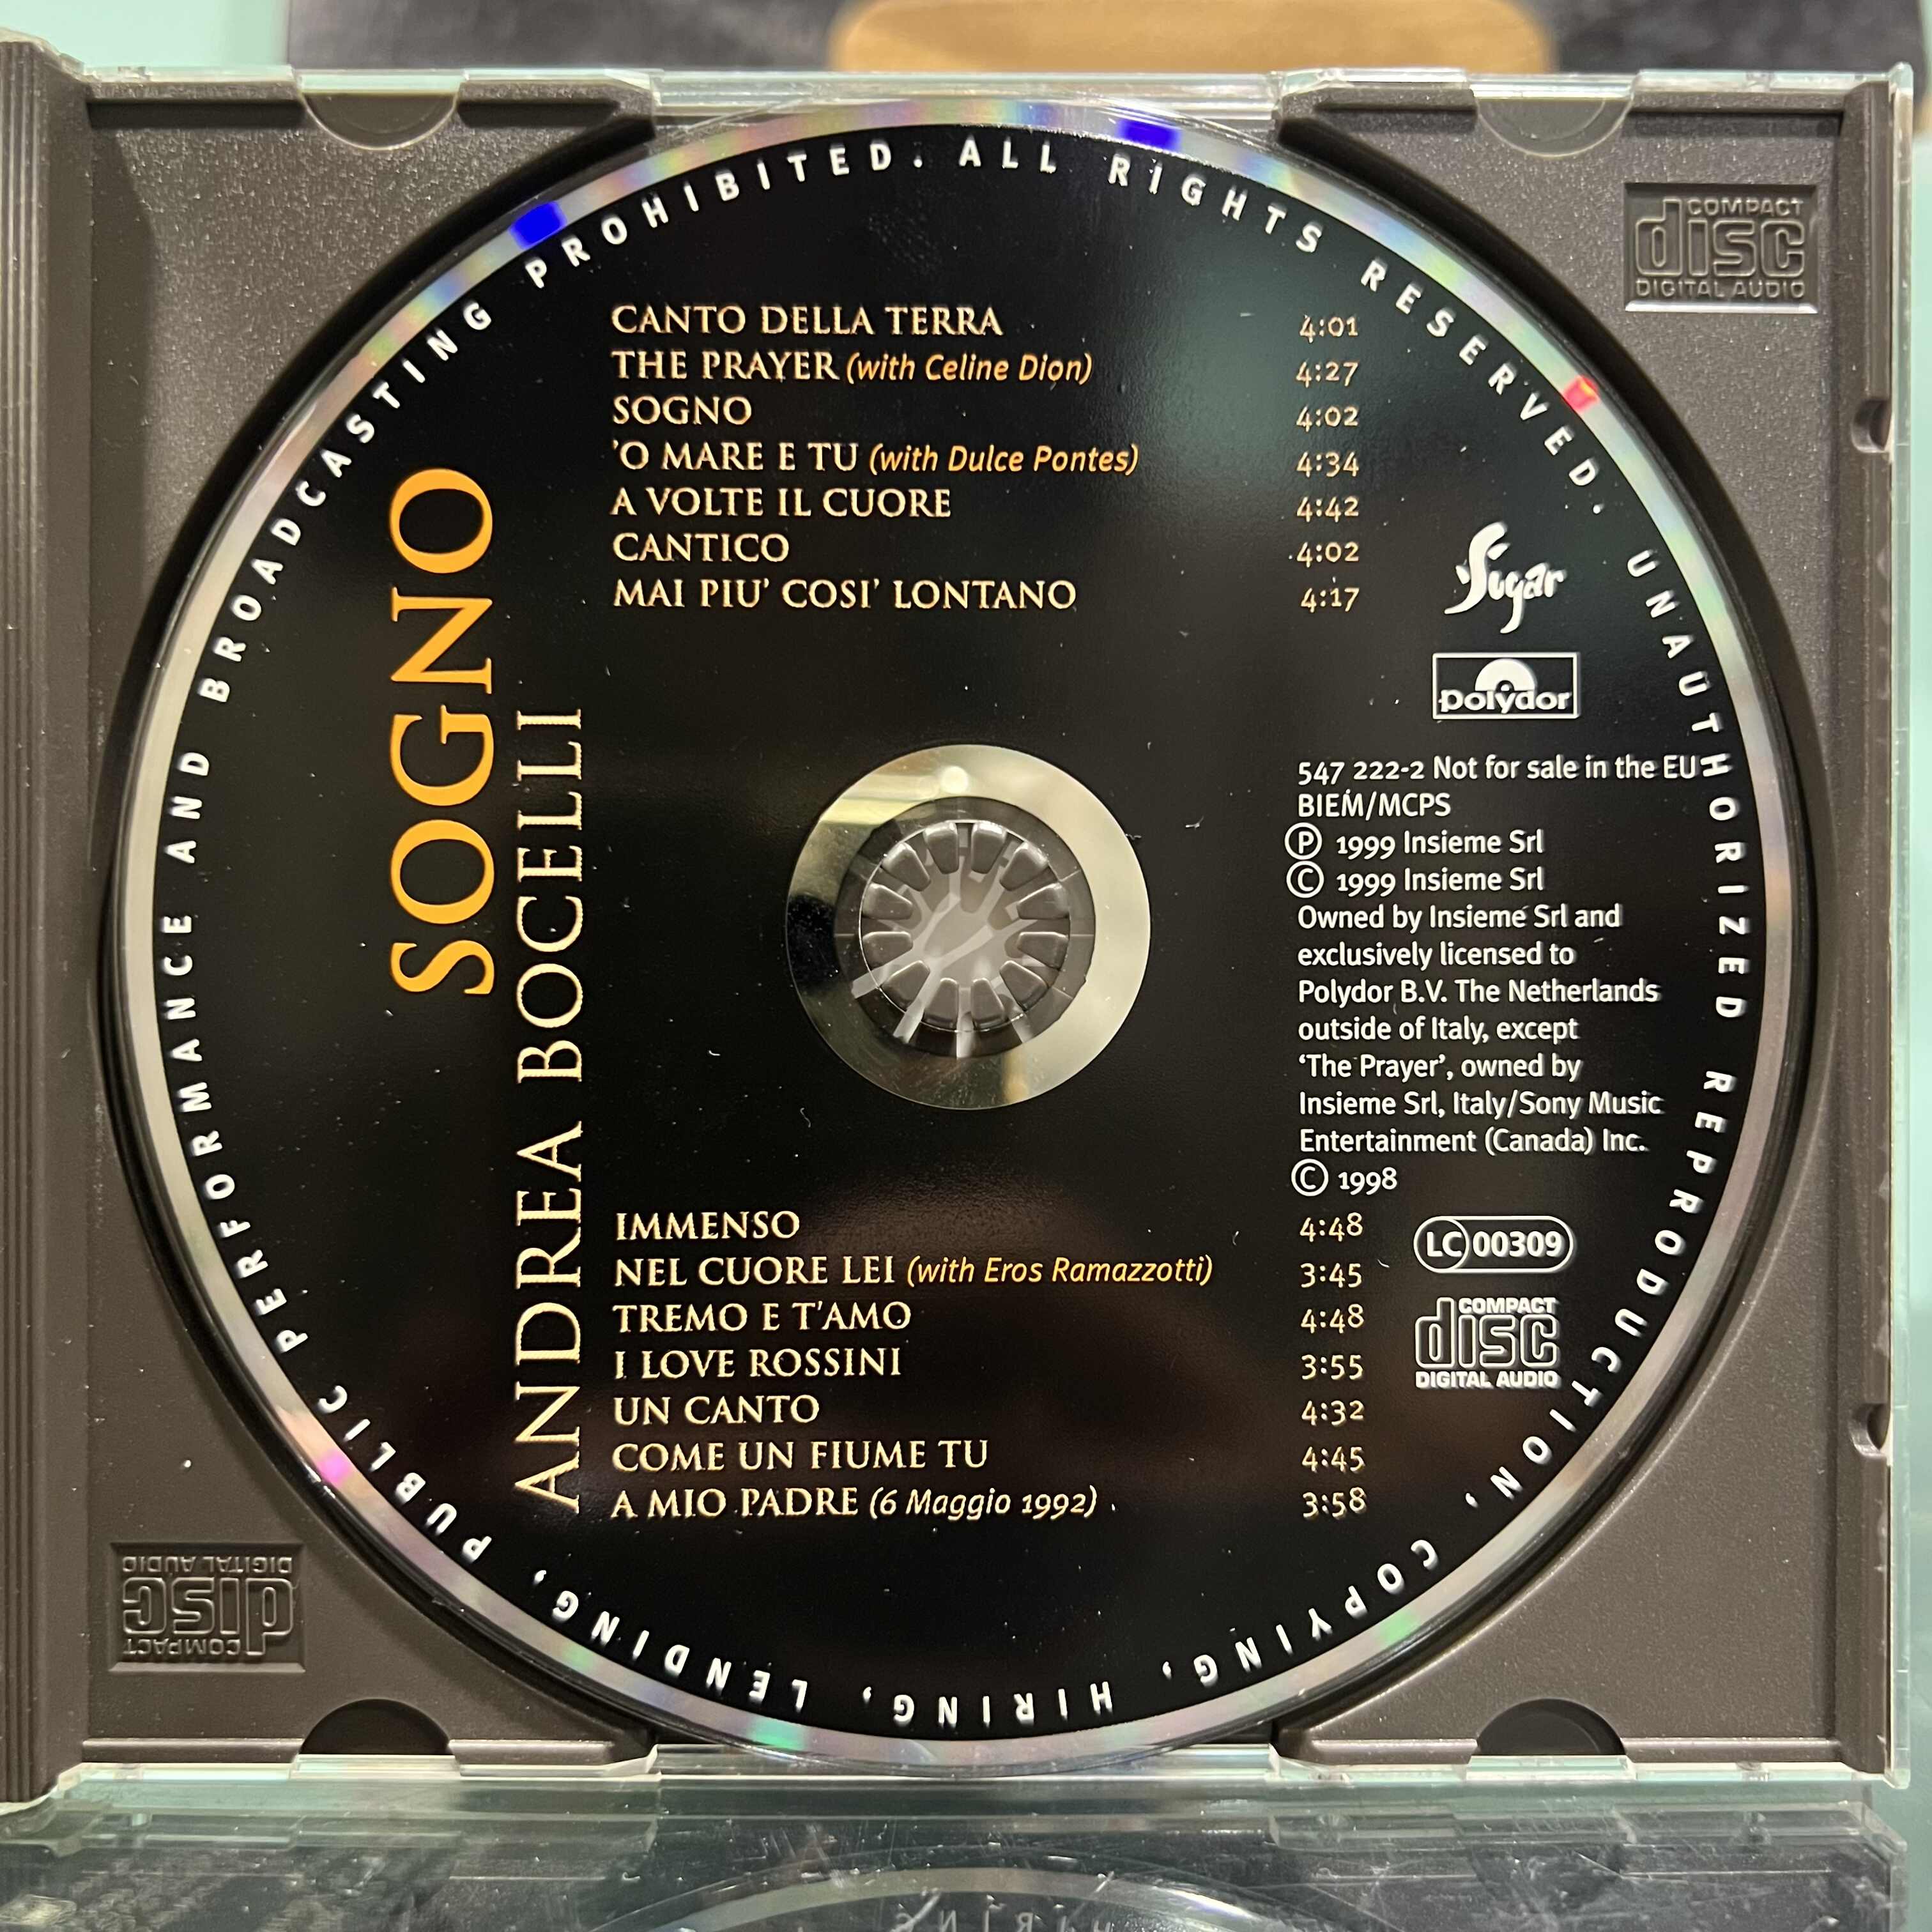 COMPACT
disc
DIGITAL AUDIO
CANTO DELLA TERRA 4:01
THE PRAYER (with Celine Dion) 4:27
SOGNO 4:02
'O MARE E TU (with Dulce Pontes) 4:34
A VOLTE IL CUORE 4:42
CANTICO 4:02
MAI PIU' COSI' LONTANO 4:17
SOGNO
ANDREA BOCELLI
Sugar
polydor
547 222-2 Not for sale in the EU
BIEM/MCPS
Ⓟ 1999 Insieme Srl
© 1999 Insieme Srl
Owned by Insieme Srl and
exclusively licensed to
Polydor B.V. The Netherlands
outside of Italy, except
‘The Prayer’, owned by
Insieme Srl, Italy/Sony Music
Entertainment (Canada) Inc.
© 1998
IMMENSO 4:48
NEL CUORE LEI (with Eros Ramazzotti) 3:45
TREMO E T'AMO 4:48
I LOVE ROSSINI 3:55
UN CANTO 4:32
COME UN FIUME TU 4:45
A MIO PADRE (6 Maggio 1992) 3:58
LC 00309
COMPACT
disc
DIGITAL AUDIO
ALL RIGHTS RESERVED. UNAUTHORIZED REPRODUCTION, COPYING, HIRING, LENDING, PUBLIC PERFORMANCE AND BROADCASTING PROHIBITED.
COMPACT
disc
DIGITAL AUDIO
HIRING